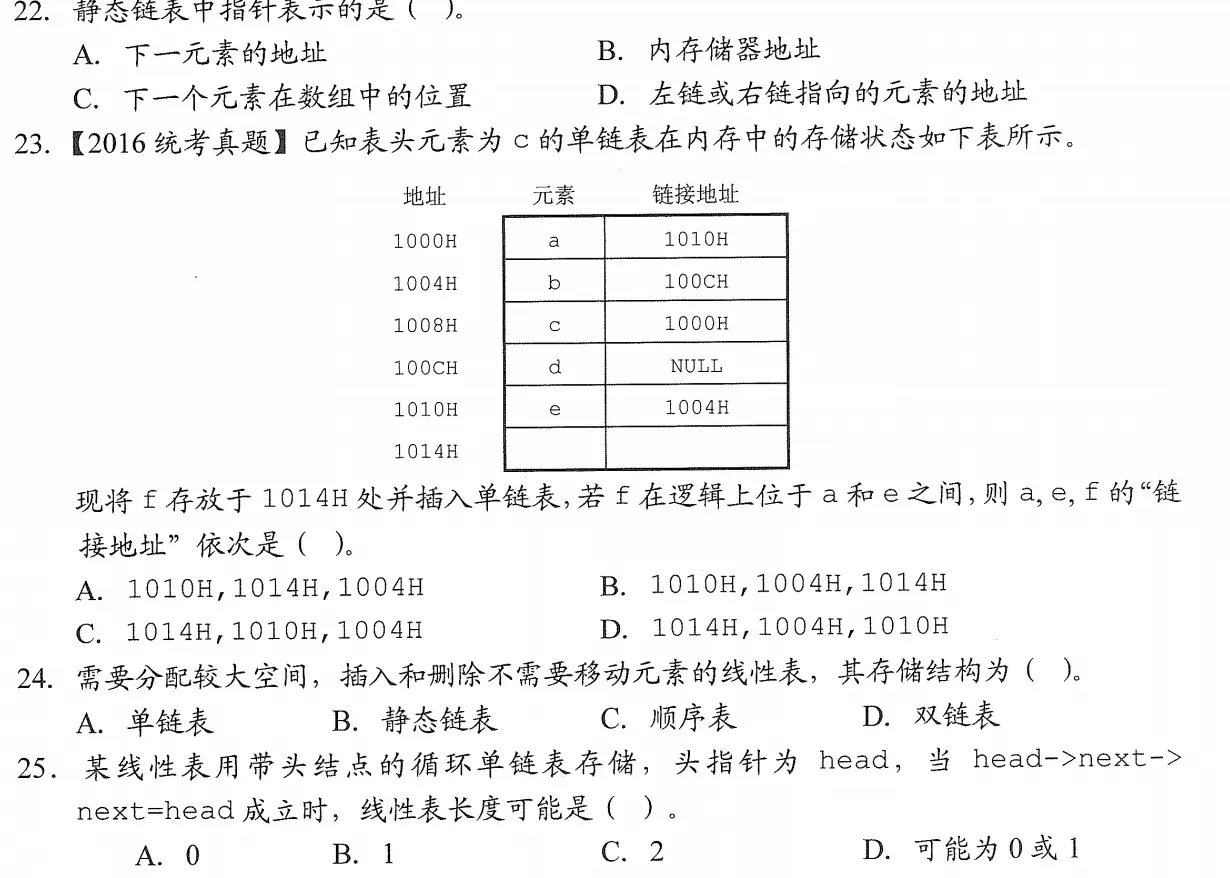 22. 静态链表中指针表示的是（ ）。
A. 下一元素的地址 B. 内存储器地址
C. 下一个元素在数组中的位置 D. 左链或右链指向的元素的地址
23.【2016 统考真题】已知表头元素为 c 的单链表在内存中的存储状态如下表所示。
地址 元素 链接地址
1000H a 1010H
1004H b 100CH
1008H c 1000H
100CH d NULL
1010H e 1004H
1014H
现将 f 存放于 1014H 处并插入单链表，若 f 在逻辑上位于 a 和 e 之间，则 a, e, f 的“链
接地址”依次是（ ）。
A. 1010H,1014H,1004H B. 1010H,1004H,1014H
C. 1014H,1010H,1004H D. 1014H,1004H,1010H
24. 需要分配较大空间，插入和删除不需要移动元素的线性表，其存储结构为（ ）。
A. 单链表 B. 静态链表 C. 顺序表 D. 双链表
25. 某线性表用带头结点的循环单链表存储，头指针为 head，当 head->next->
next=head 成立时，线性表长度可能是（ ）。
A. 0 B. 1 C. 2 D. 可能为 0 或 1